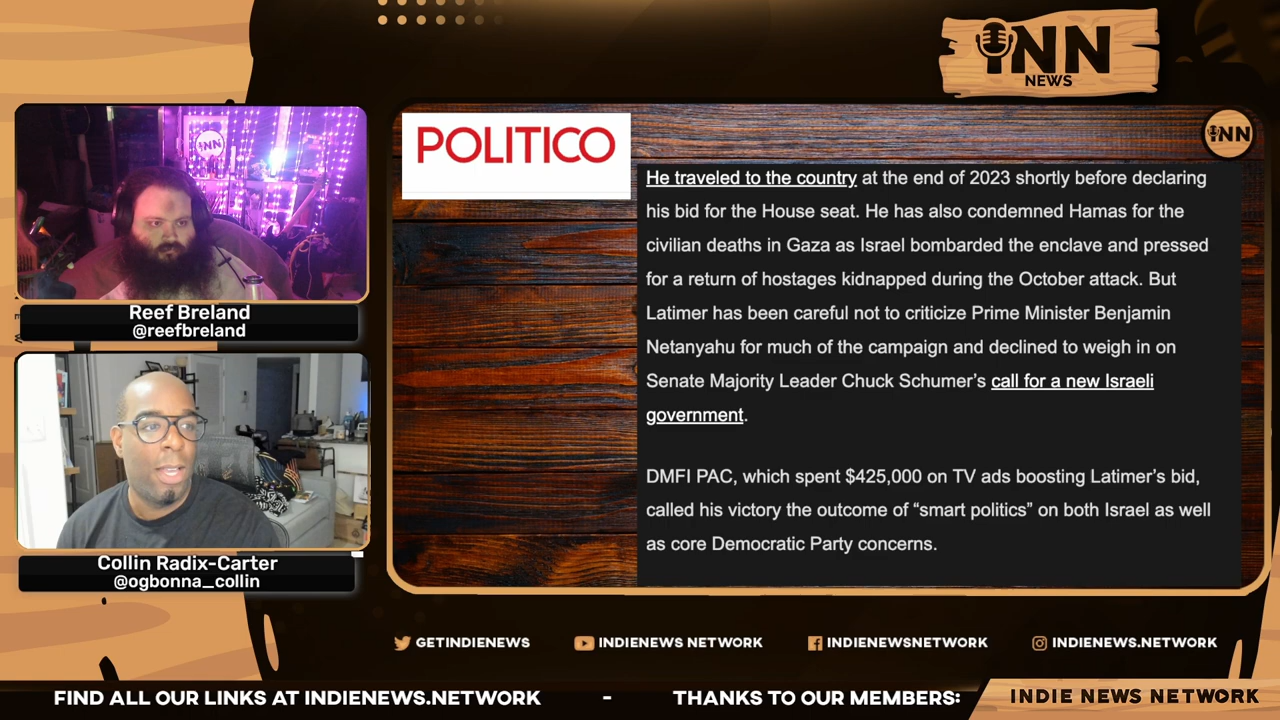 INN
NEWS
POLITICO
INN
He traveled to the country at the end of 2023 shortly before declaring
his bid for the House seat. He has also condemned Hamas for the
civilian deaths in Gaza as Israel bombarded the enclave and pressed
for a return of hostages kidnapped during the October attack. But
Latimer has been careful not to criticize Prime Minister Benjamin
Netanyahu for much of the campaign and declined to weigh in on
Senate Majority Leader Chuck Schumer’s call for a new Israeli
government.
DMFI PAC, which spent $425,000 on TV ads boosting Latimer’s bid,
called his victory the outcome of “smart politics” on both Israel as well
as core Democratic Party concerns.
INN
Reef Breland
@reefbreland
Collin Radix-Carter
@ogbonna_collin
GETINDIENEWS
INDIENEWS NETWORK
INDIENEWSNETWORK
INDIENEWS.NETWORK
FIND ALL OUR LINKS AT INDIENEWS.NETWORK - THANKS TO OUR MEMBERS:
INDIE NEWS NETWORK